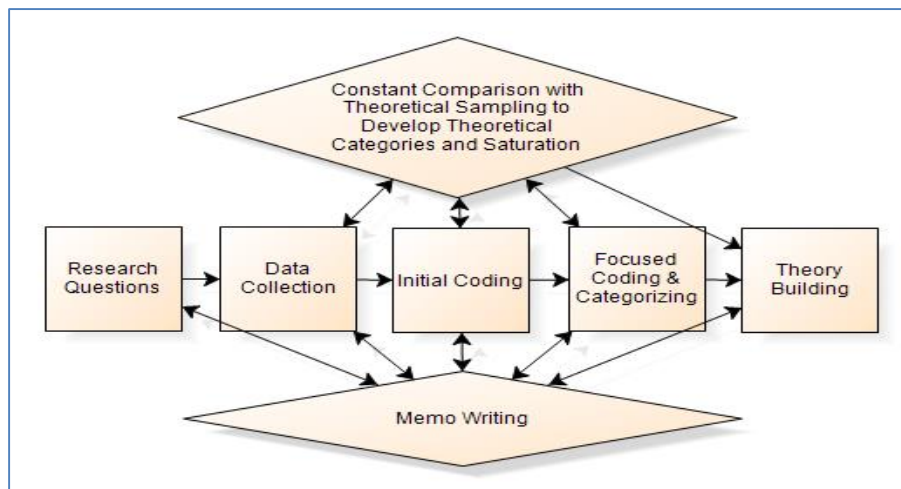 Constant Comparison with
Theoretical Sampling to
Develop Theoretical
Categories and Saturation
Research
Questions
Data
Collection
Initial Coding
Focused
Coding &
Categorizing
Theory
Building
Memo Writing